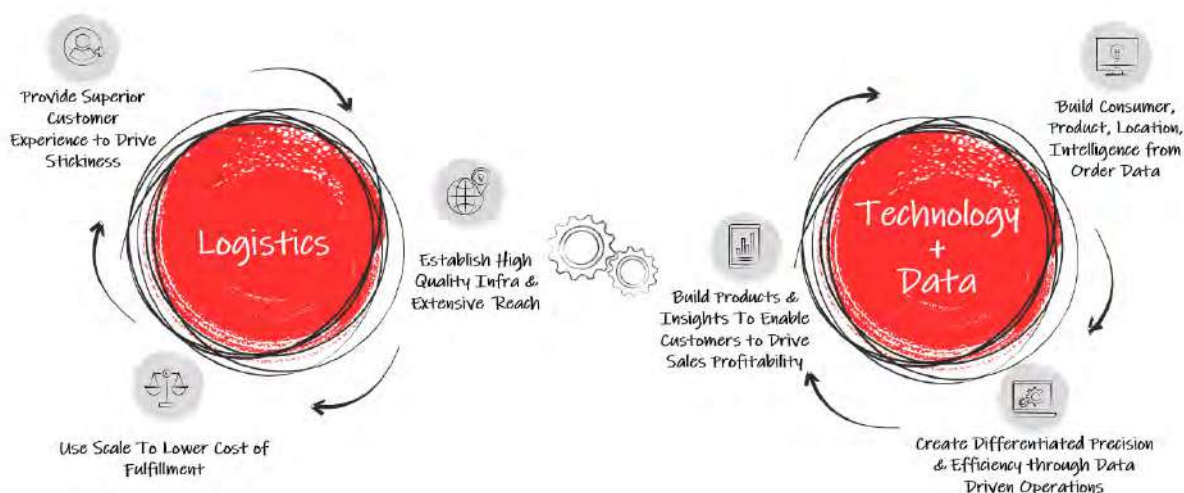 Provide Superior
Customer
Experience to Drive
Stickiness
Logistics
Establish High
Quality Infra &
Extensive Reach
Use Scale To Lower Cost of
Fulfillment
Build Consumer,
Product, Location,
Intelligence from
Order Data
Technology
+
Data
Build Products &
Insights To Enable
Customers to Drive
Sales Profitability
Create Differentiated Precision
& Efficiency through Data
Driven Operations